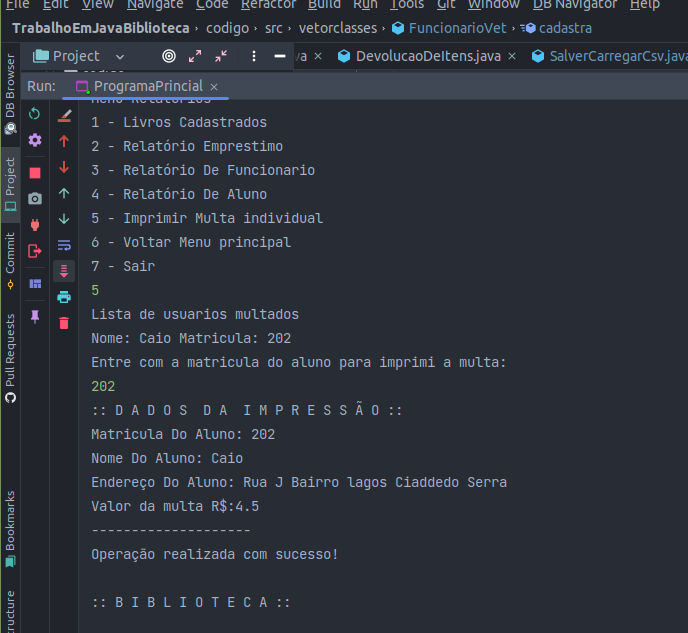 File Edit View Navigate Code Refactor Build Run Tools Git Window DB Navigator Help
TrabalhoEmJavaBiblioteca › codigo › src › vetorclasses › FuncionarioVet › cadastra
Project va × DevolucaoDeItens.java × SalverCarregarCsv.java
Run: ProgramaPrincial ×
DB Browser
Project
Commit
Pull Requests
Bookmarks
Menu Relatorios
1 - Livros Cadastrados
2 - Relatório Emprestimo
3 - Relatório De Funcionario
4 - Relatório De Aluno
5 - Imprimir Multa individual
6 - Voltar Menu principal
7 - Sair
5
Lista de usuarios multados
Nome: Caio Matricula: 202
Entre com a matricula do aluno para imprimi a multa:
202
:: D A D O S  D A  I M P R E S S Ã O ::
Matricula Do Aluno: 202
Nome Do Aluno: Caio
Endereço Do Aluno: Rua J Bairro lagos Ciaddedo Serra
Valor da multa R$:4.5
--------------------
Operação realizada com sucesso!
:: B I B L I O T E C A ::